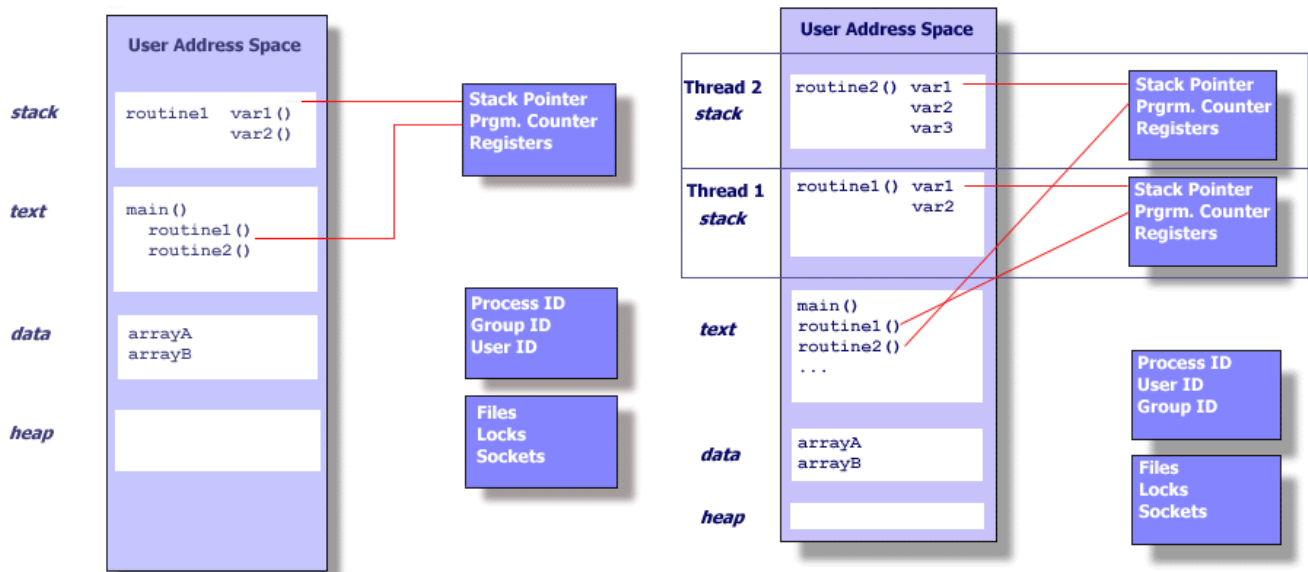 User Address Space
stack
routine1 var1()
var2()
Stack Pointer
Prgm. Counter
Registers
text
main()
routine1()
routine2()
Process ID
Group ID
User ID
data
arrayA
arrayB
Files
Locks
Sockets
heap
User Address Space
Thread 2
stack
routine2() var1
var2
var3
Stack Pointer
Prgrm. Counter
Registers
Thread 1
stack
routine1() var1
var2
Stack Pointer
Prgrm. Counter
Registers
text
main()
routine1()
routine2()
...
Process ID
User ID
Group ID
data
arrayA
arrayB
Files
Locks
Sockets
heap